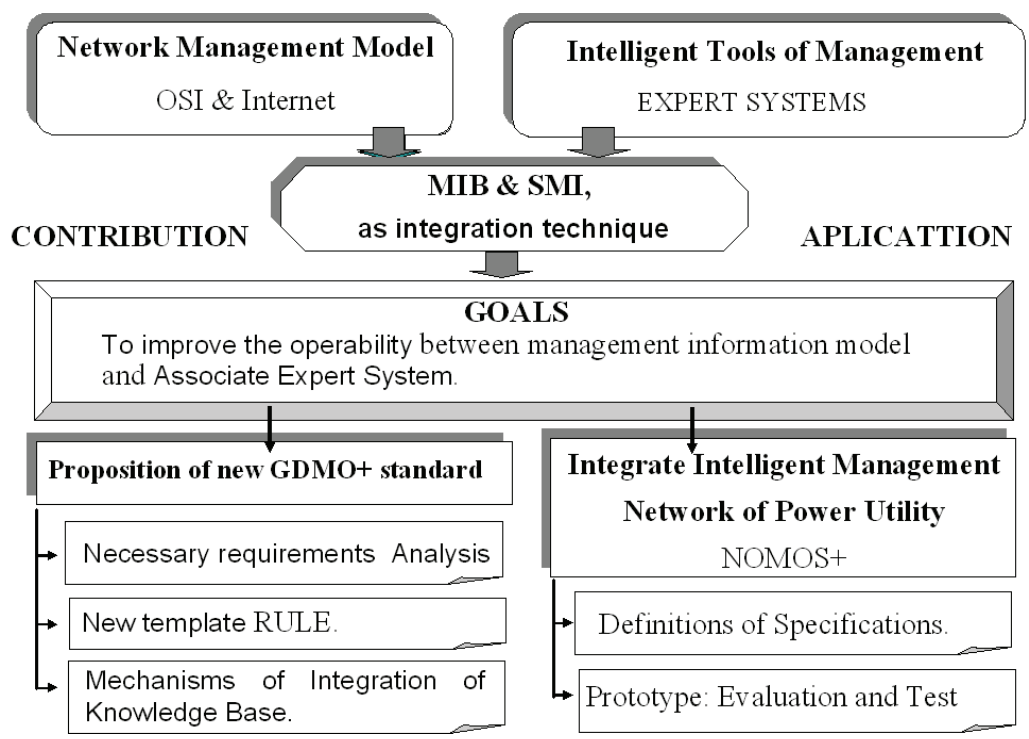 Network Management Model
OSI & Internet
Intelligent Tools of Management
EXPERT SYSTEMS
MIB & SMI,
as integration technique
CONTRIBUTION
APLICATTION
GOALS
To improve the operability between management information model
and Associate Expert System.
Proposition of new GDMO+ standard
Necessary requirements Analysis
New template RULE.
Mechanisms of Integration of
Knowledge Base.
Integrate Intelligent Management
Network of Power Utility
NOMOS+
Definitions of Specifications.
Prototype: Evaluation and Test